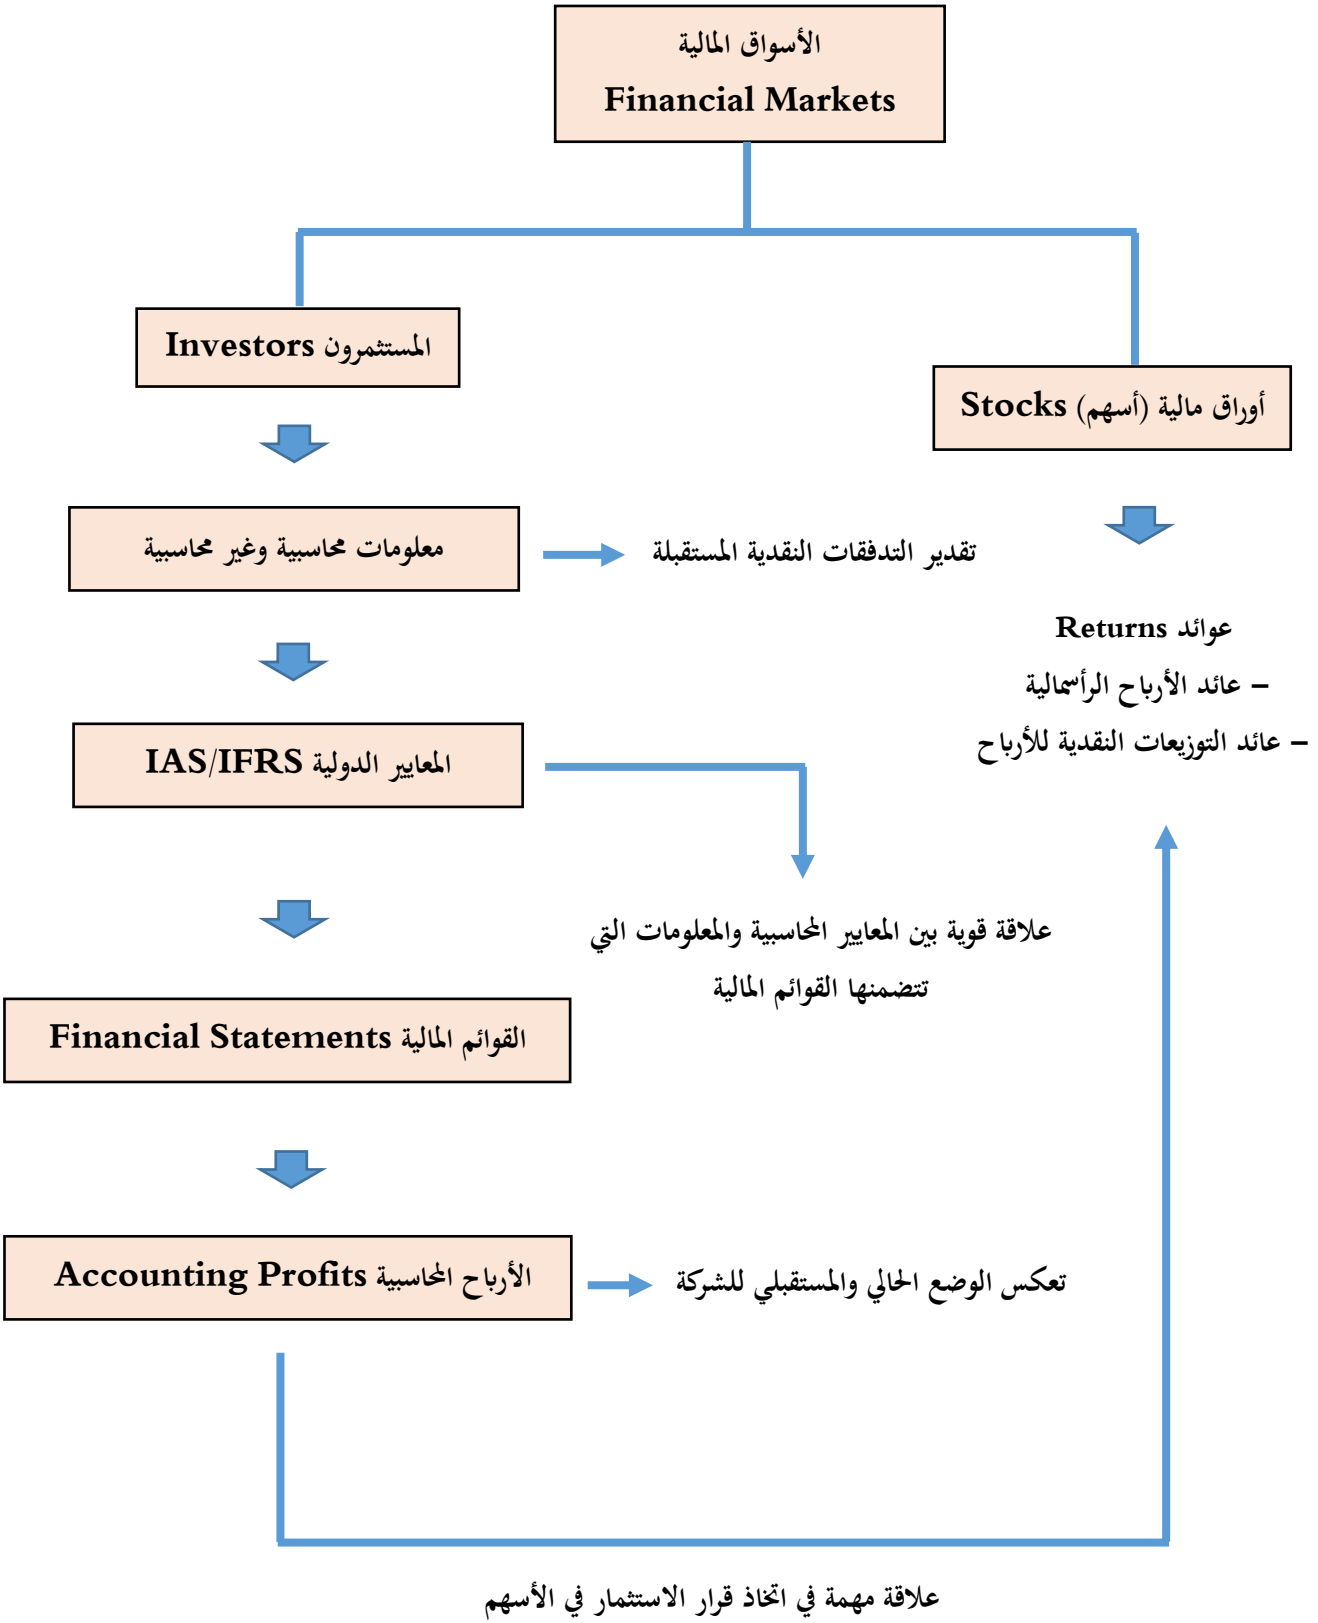 الأسواق المالية
Financial Markets
المستثمرون Investors
أوراق مالية (أسهم) Stocks
معلومات محاسبية وغير محاسبية
تقدير التدفقات النقدية المستقبلة
عوائد Returns
– عائد الأرباح الرأسمالية
– عائد التوزيعات النقدية للأرباح
المعايير الدولية IAS/IFRS
علاقة قوية بين المعايير المحاسبية والمعلومات التي
تتضمنها القوائم المالية
القوائم المالية Financial Statements
الأرباح المحاسبية Accounting Profits
تعكس الوضع الحالي والمستقبلي للشركة
علاقة مهمة في اتخاذ قرار الاستثمار في الأسهم